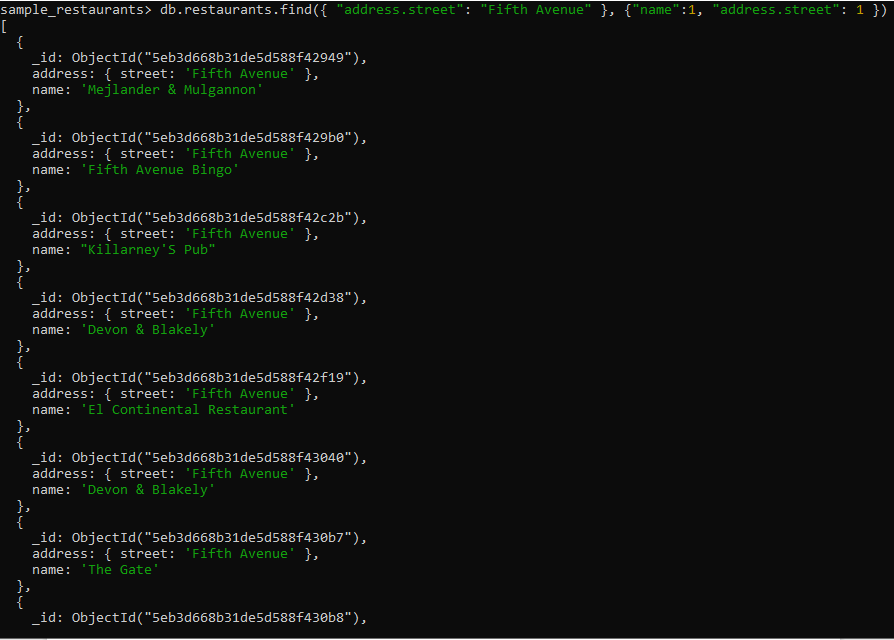 sample_restaurants> db.restaurants.find({ "address.street": "Fifth Avenue" }, {"name":1, "address.street": 1 })
[
  {
    _id: ObjectId("5eb3d668b31de5d588f42949"),
    address: { street: 'Fifth Avenue' },
    name: 'Mejlander & Mulgannon'
  },
  {
    _id: ObjectId("5eb3d668b31de5d588f429b0"),
    address: { street: 'Fifth Avenue' },
    name: 'Fifth Avenue Bingo'
  },
  {
    _id: ObjectId("5eb3d668b31de5d588f42c2b"),
    address: { street: 'Fifth Avenue' },
    name: "Killarney'S Pub"
  },
  {
    _id: ObjectId("5eb3d668b31de5d588f42d38"),
    address: { street: 'Fifth Avenue' },
    name: 'Devon & Blakely'
  },
  {
    _id: ObjectId("5eb3d668b31de5d588f42f19"),
    address: { street: 'Fifth Avenue' },
    name: 'El Continental Restaurant'
  },
  {
    _id: ObjectId("5eb3d668b31de5d588f43040"),
    address: { street: 'Fifth Avenue' },
    name: 'Devon & Blakely'
  },
  {
    _id: ObjectId("5eb3d668b31de5d588f430b7"),
    address: { street: 'Fifth Avenue' },
    name: 'The Gate'
  },
  {
    _id: ObjectId("5eb3d668b31de5d588f430b8"),